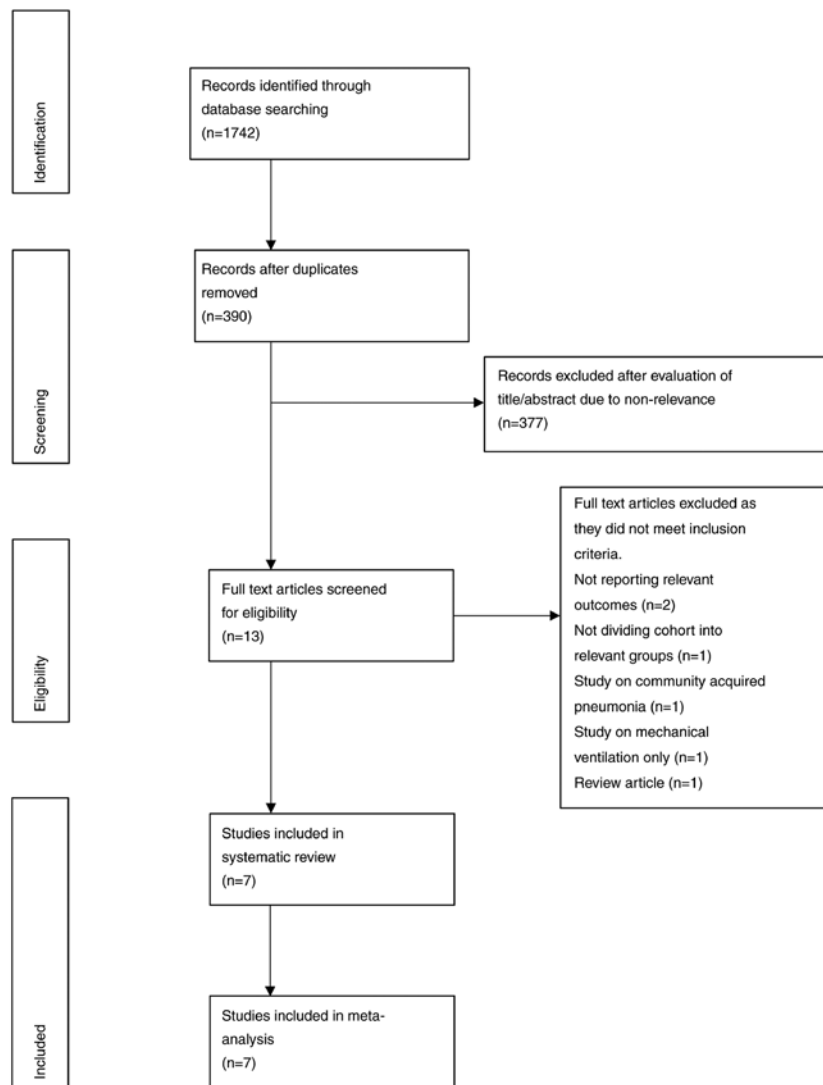 Identification
Records identified through
database searching
(n=1742)
Screening
Records after duplicates
removed
(n=390)
Records excluded after evaluation of
title/abstract due to non-relevance
(n=377)
Eligibility
Full text articles screened
for eligibility
(n=13)
Full text articles excluded as
they did not meet inclusion
criteria.
Not reporting relevant
outcomes (n=2)
Not dividing cohort into
relevant groups (n=1)
Study on community acquired
pneumonia (n=1)
Study on mechanical
ventilation only (n=1)
Review article (n=1)
Included
Studies included in
systematic review
(n=7)
Studies included in meta-
analysis
(n=7)